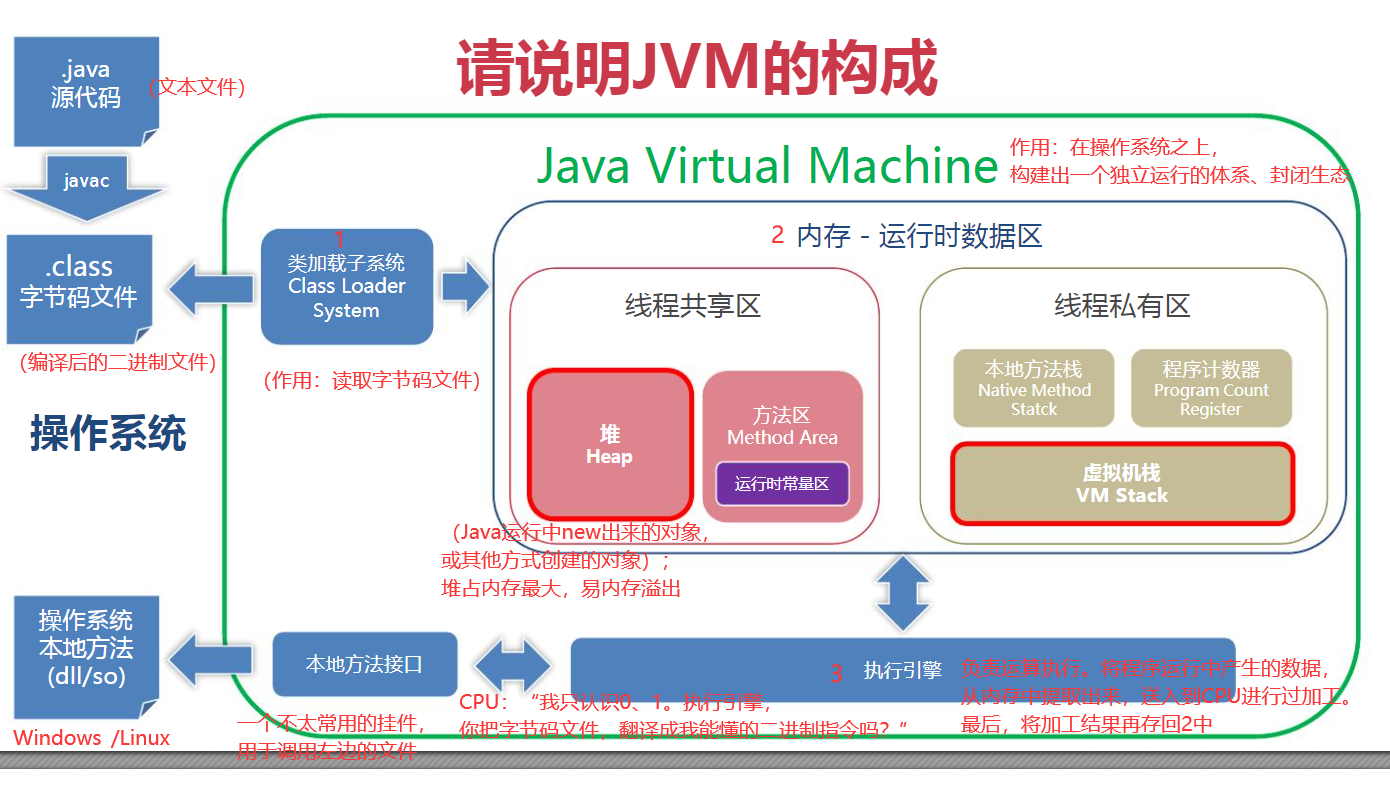 请说明JVM的构成
.java
源代码
(文本文件)
javac
.class
字节码文件
(编译后的二进制文件)
操作系统
Java Virtual Machine
作用：在操作系统之上，
构建出一个独立运行的体系、封闭生态
1
类加载子系统
Class Loader
System
(作用：读取字节码文件)
2 内存 - 运行时数据区
线程共享区
堆
Heap
方法区
Method Area
运行时常量区
（Java运行中new出来的对象，
或其他方式创建的对象）；
堆占内存最大，易内存溢出
线程私有区
本地方法栈
Native Method
Statck
程序计数器
Program Count
Register
虚拟机栈
VM Stack
操作系统
本地方法
(dll/so)
Windows /Linux
本地方法接口
一个不太常用的挂件，
用于调用左边的文件
3 执行引擎
CPU：“我只认识0、1。执行引擎，
你把字节码文件，翻译成我能懂的二进制指令吗？”
负责运算执行。将程序运行中产生的数据，
从内存中提取出来，送入到CPU进行过加工。
最后，将加工结果再存回2中